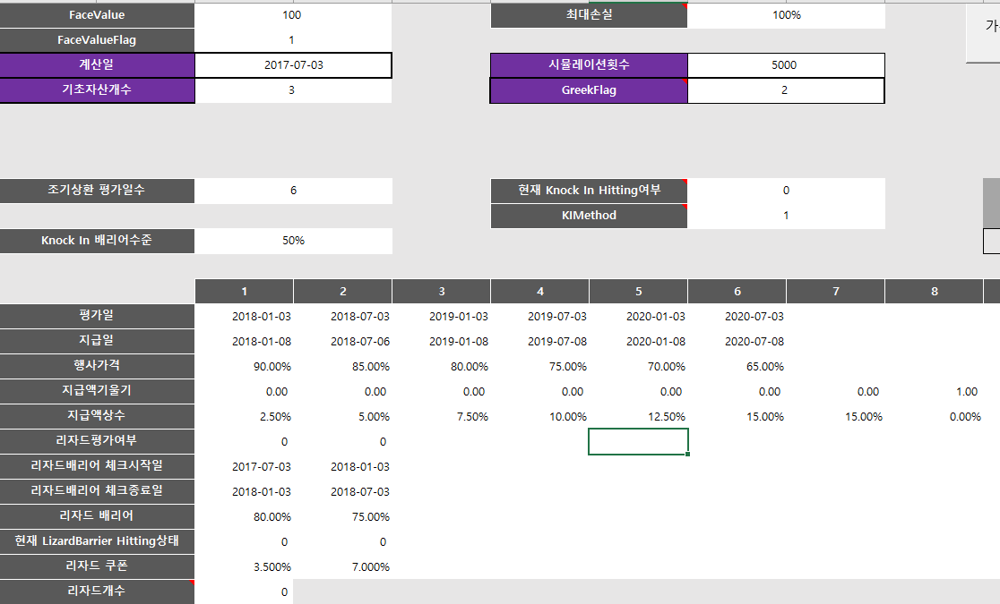 FaceValue 100 최대손실 100%
FaceValueFlag 1
계산일 2017-07-03 시뮬레이션횟수 5000
기초자산개수 3 GreekFlag 2
조기상환 평가일수 6 현재 Knock In Hitting여부 0
KIMethod 1
Knock In 배리어수준 50%
1 2 3 4 5 6 7 8
평가일 2018-01-03 2018-07-03 2019-01-03 2019-07-03 2020-01-03 2020-07-03
지급일 2018-01-08 2018-07-06 2019-01-08 2019-07-08 2020-01-08 2020-07-08
행사가격 90.00% 85.00% 80.00% 75.00% 70.00% 65.00%
지급액기울기 0.00 0.00 0.00 0.00 0.00 0.00 0.00 1.00
지급액상수 2.50% 5.00% 7.50% 10.00% 12.50% 15.00% 15.00% 0.00%
리자드평가여부 0 0
리자드배리어 체크시작일 2017-07-03 2018-01-03
리자드배리어 체크종료일 2018-01-03 2018-07-03
리자드 배리어 80.00% 75.00%
현재 LizardBarrier Hitting상태 0 0
리자드 쿠폰 3.500% 7.000%
리자드개수 0